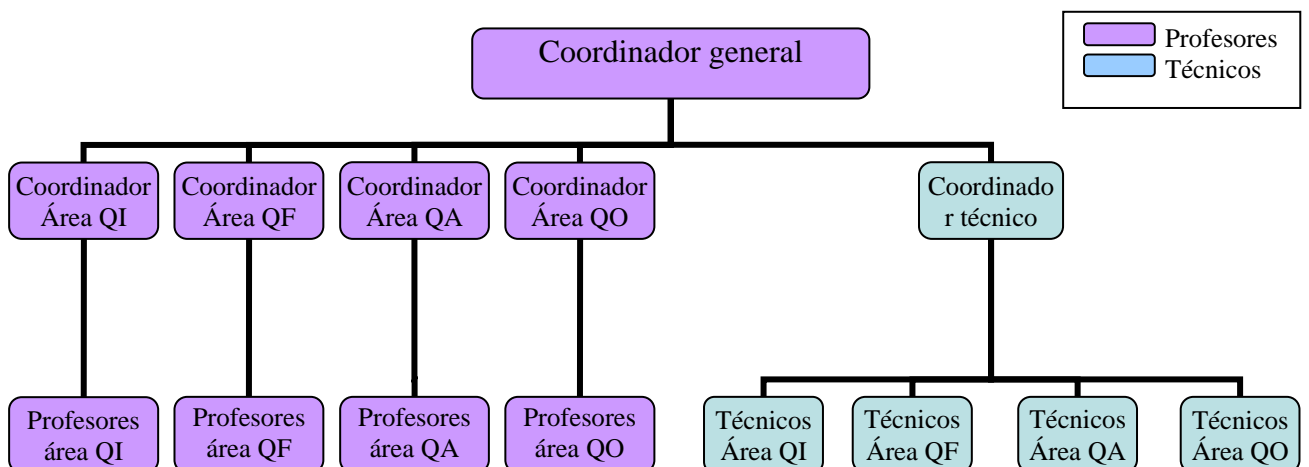 Coordinador general
Profesores
Técnicos
Coordinador
Área QI
Coordinador
Área QF
Coordinador
Área QA
Coordinador
Área QO
Coordinado
r técnico
Profesores
área QI
Profesores
área QF
Profesores
área QA
Profesores
área QO
Técnicos
Área QI
Técnicos
Área QF
Técnicos
Área QA
Técnicos
Área QO